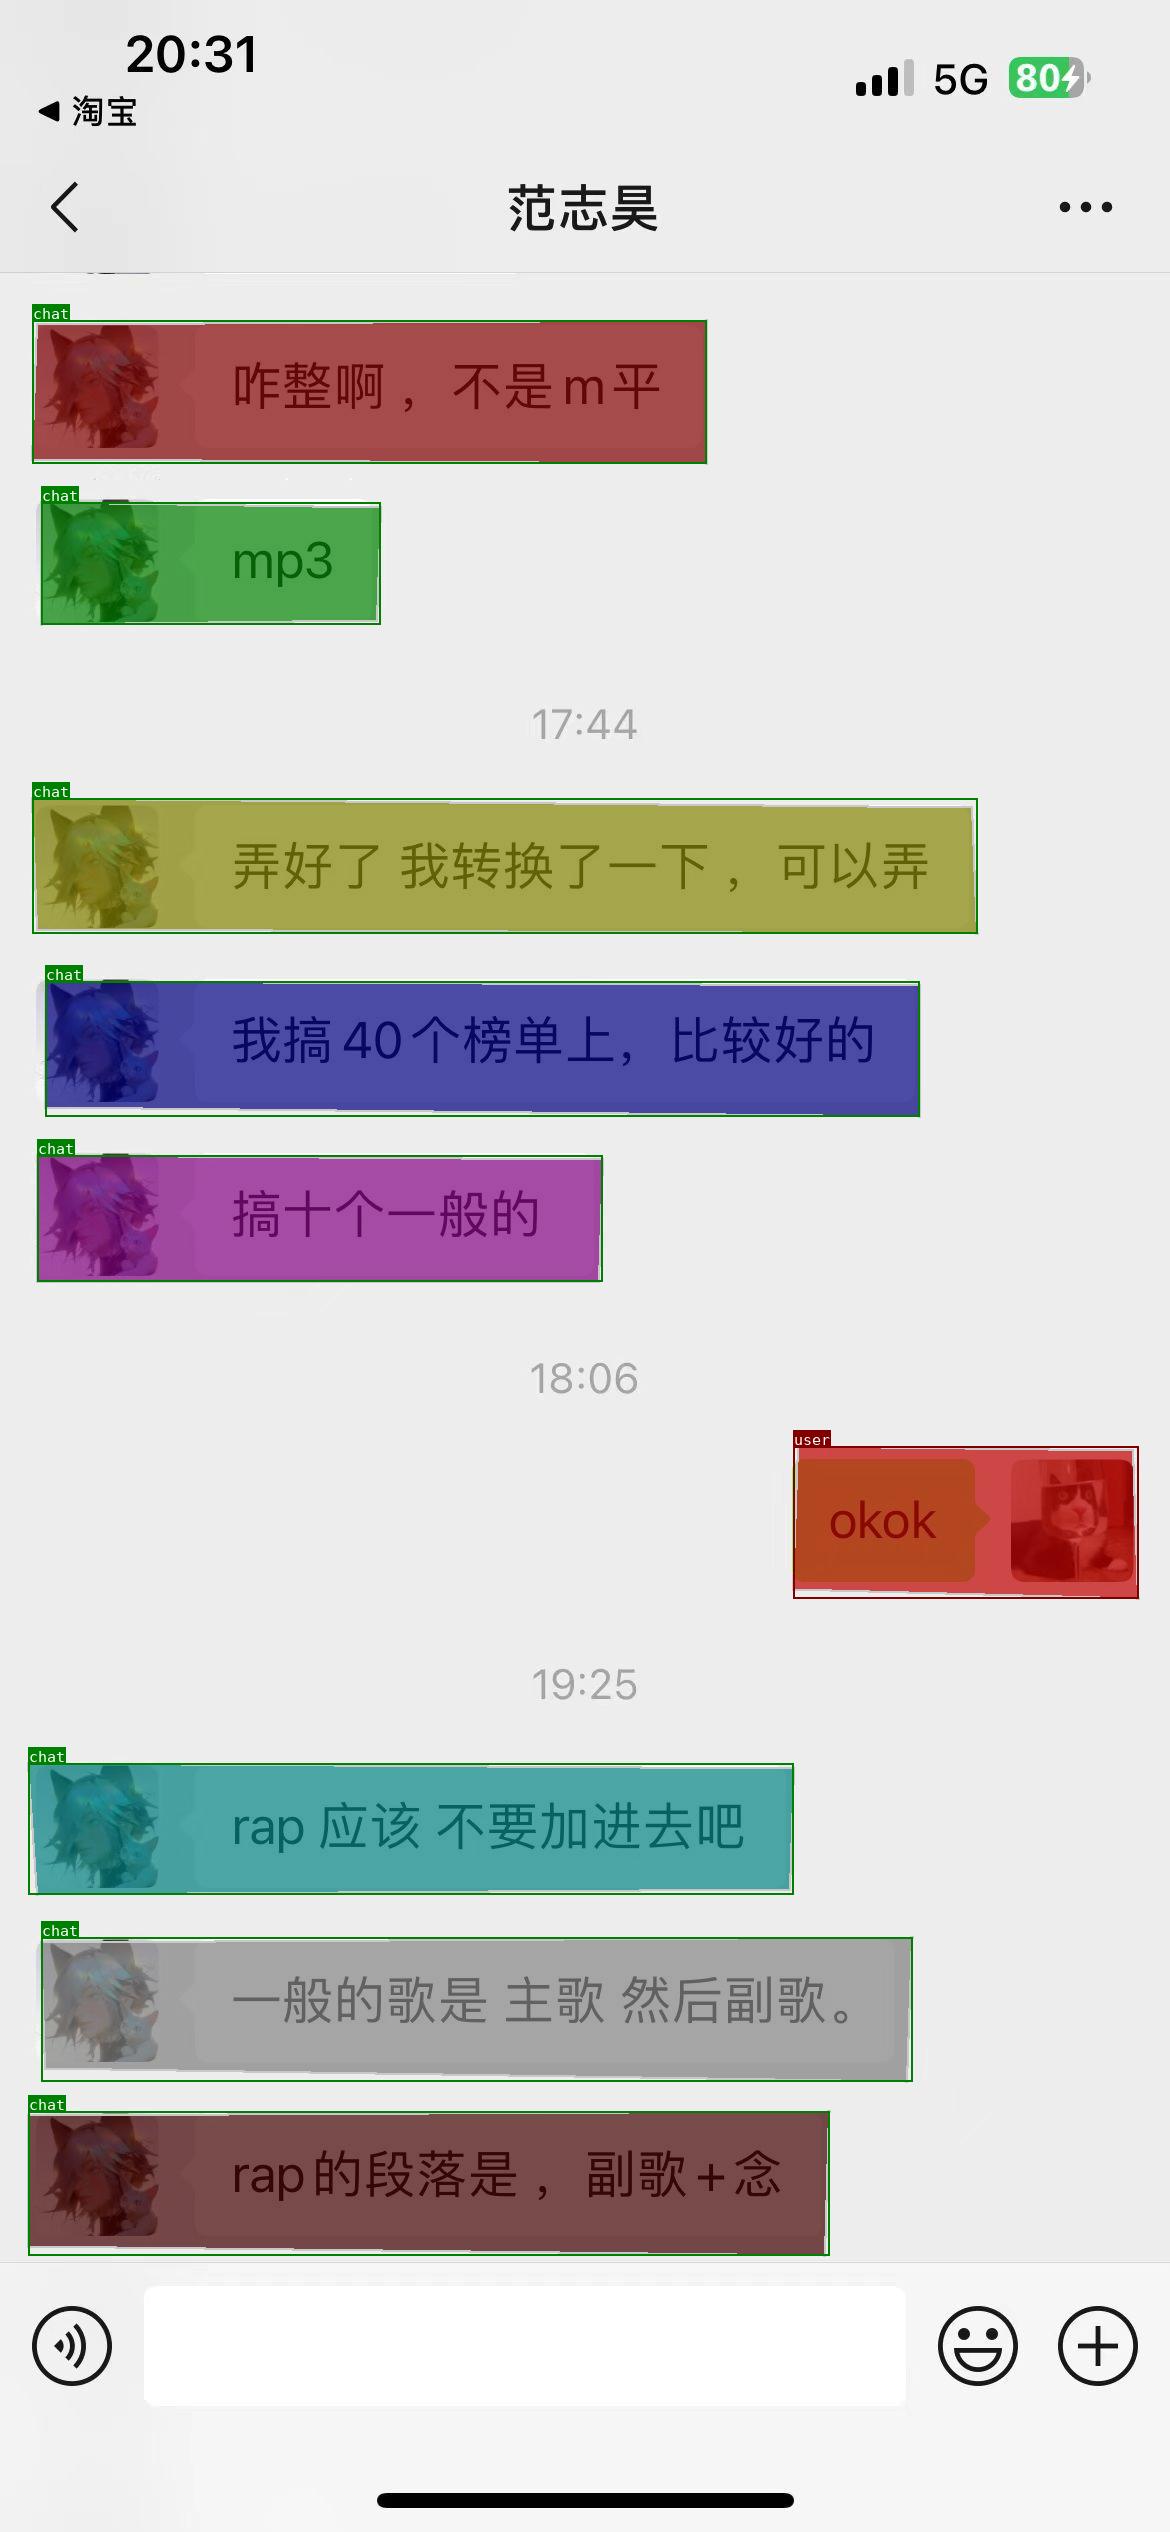 20:31
5G 80
淘宝
范志昊
chat
咋整啊，不是m平
chat
mp3
17:44
chat
弄好了 我转换了一下，可以弄
chat
我搞40个榜单上，比较好的
chat
搞十个一般的
18:06
user
okok
19:25
chat
rap 应该 不要加进去吧
chat
一般的歌是 主歌 然后副歌。
chat
rap的段落是，副歌+念